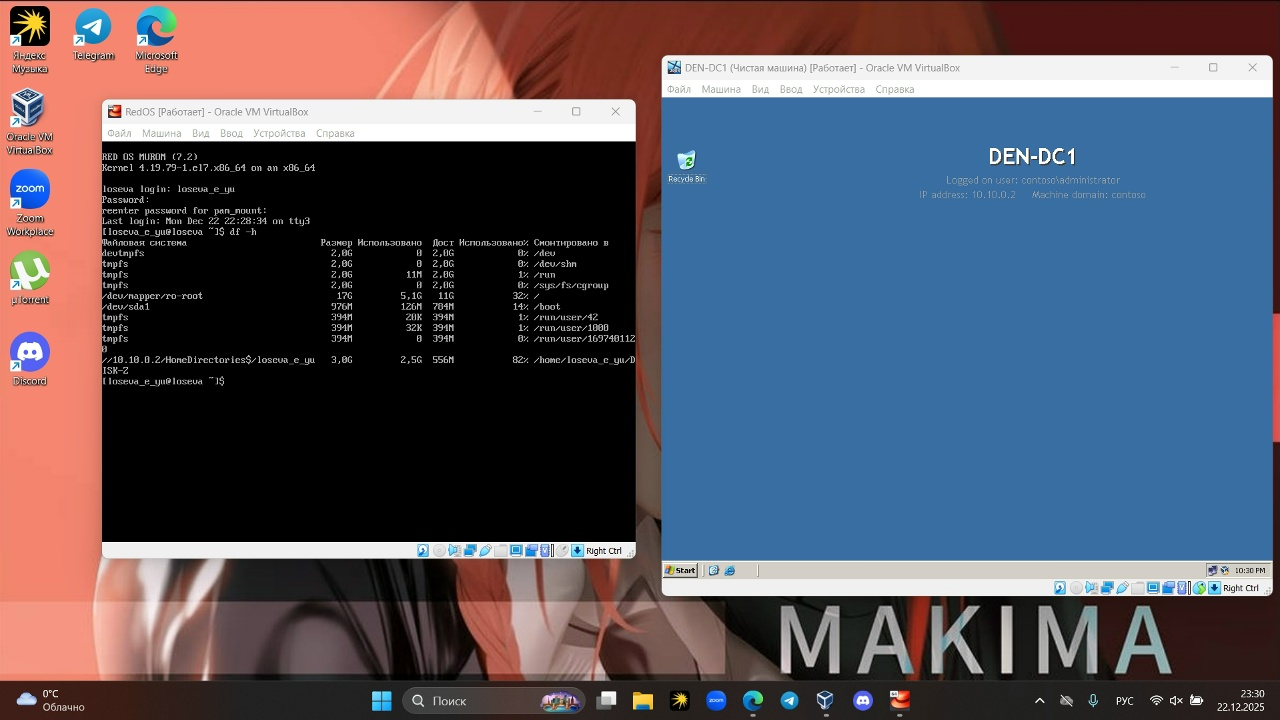 Яндекс Музыка
Telegram
Microsoft Edge
Oracle VM VirtualBox
Zoom Workplace
µTorrent
Discord
RedOS [Работает] - Oracle VM VirtualBox
Файл Машина Вид Ввод Устройства Справка
RED OS MUROM (7.2)
Kernel 4.19.79-1.el7.x86_64 on an x86_64
loseva login: loseva_e_yu
Password:
reenter password for pam_mount:
Last login: Mon Dec 22 22:28:34 on tty3
[loseva_e_yu@loseva ~]$ df -h
Файловая система Размер Использовано Дост Использовано% Смонтировано в
devtmpfs 2,0G 0 2,0G 0% /dev
tmpfs 2,0G 0 2,0G 0% /dev/shm
tmpfs 2,0G 11M 2,0G 1% /run
tmpfs 2,0G 0 2,0G 0% /sys/fs/cgroup
/dev/mapper/ro-root 17G 5,1G 11G 32% /
/dev/sda1 976M 126M 784M 14% /boot
tmpfs 394M 20K 394M 1% /run/user/42
tmpfs 394M 32K 394M 1% /run/user/1000
tmpfs 394M 0 394M 0% /run/user/169740112
0
//10.10.0.2/HomeDirectories$/loseva_e_yu 3,0G 2,5G 556M 82% /home/loseva_e_yu/D
ISK-Z
[loseva_e_yu@loseva ~]$
Right Ctrl
DEN-DC1 (Чистая машина) [Работает] - Oracle VM VirtualBox
Файл Машина Вид Ввод Устройства Справка
Recycle Bin
DEN-DC1
Logged on user: contoso\administrator
IP address: 10.10.0.2 Machine domain: contoso
Start
10:30 PM
Right Ctrl
MAKIMA
0°C
Облачно
Поиск
zoom
РУС
23:30
22.12.2025